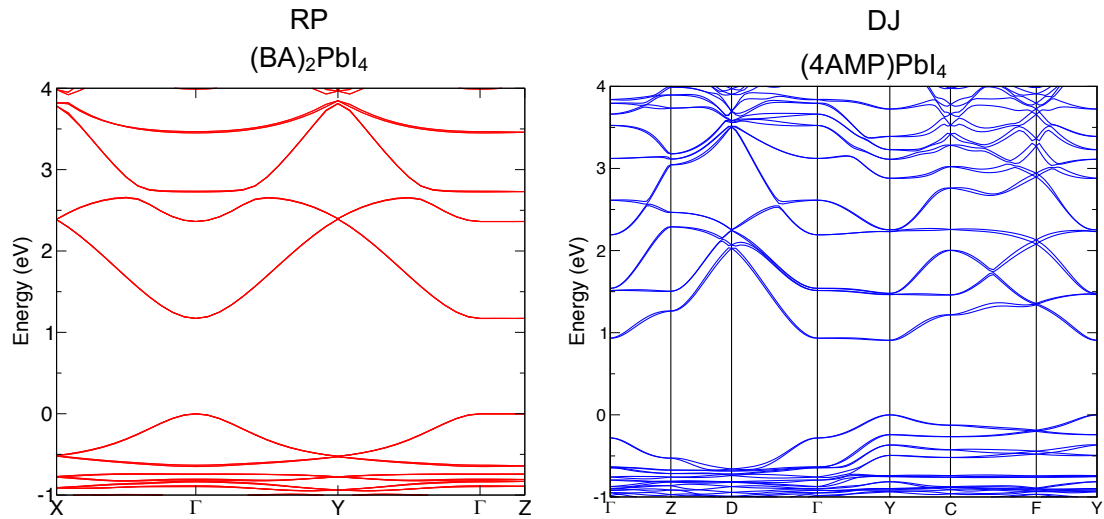 RP
(BA)₂PbI₄
Energy (eV)
4
3
2
1
0
-1
X Γ Y Γ Z
DJ
(4AMP)PbI₄
Energy (eV)
4
3
2
1
0
-1
Γ Z D Γ Y C F Y